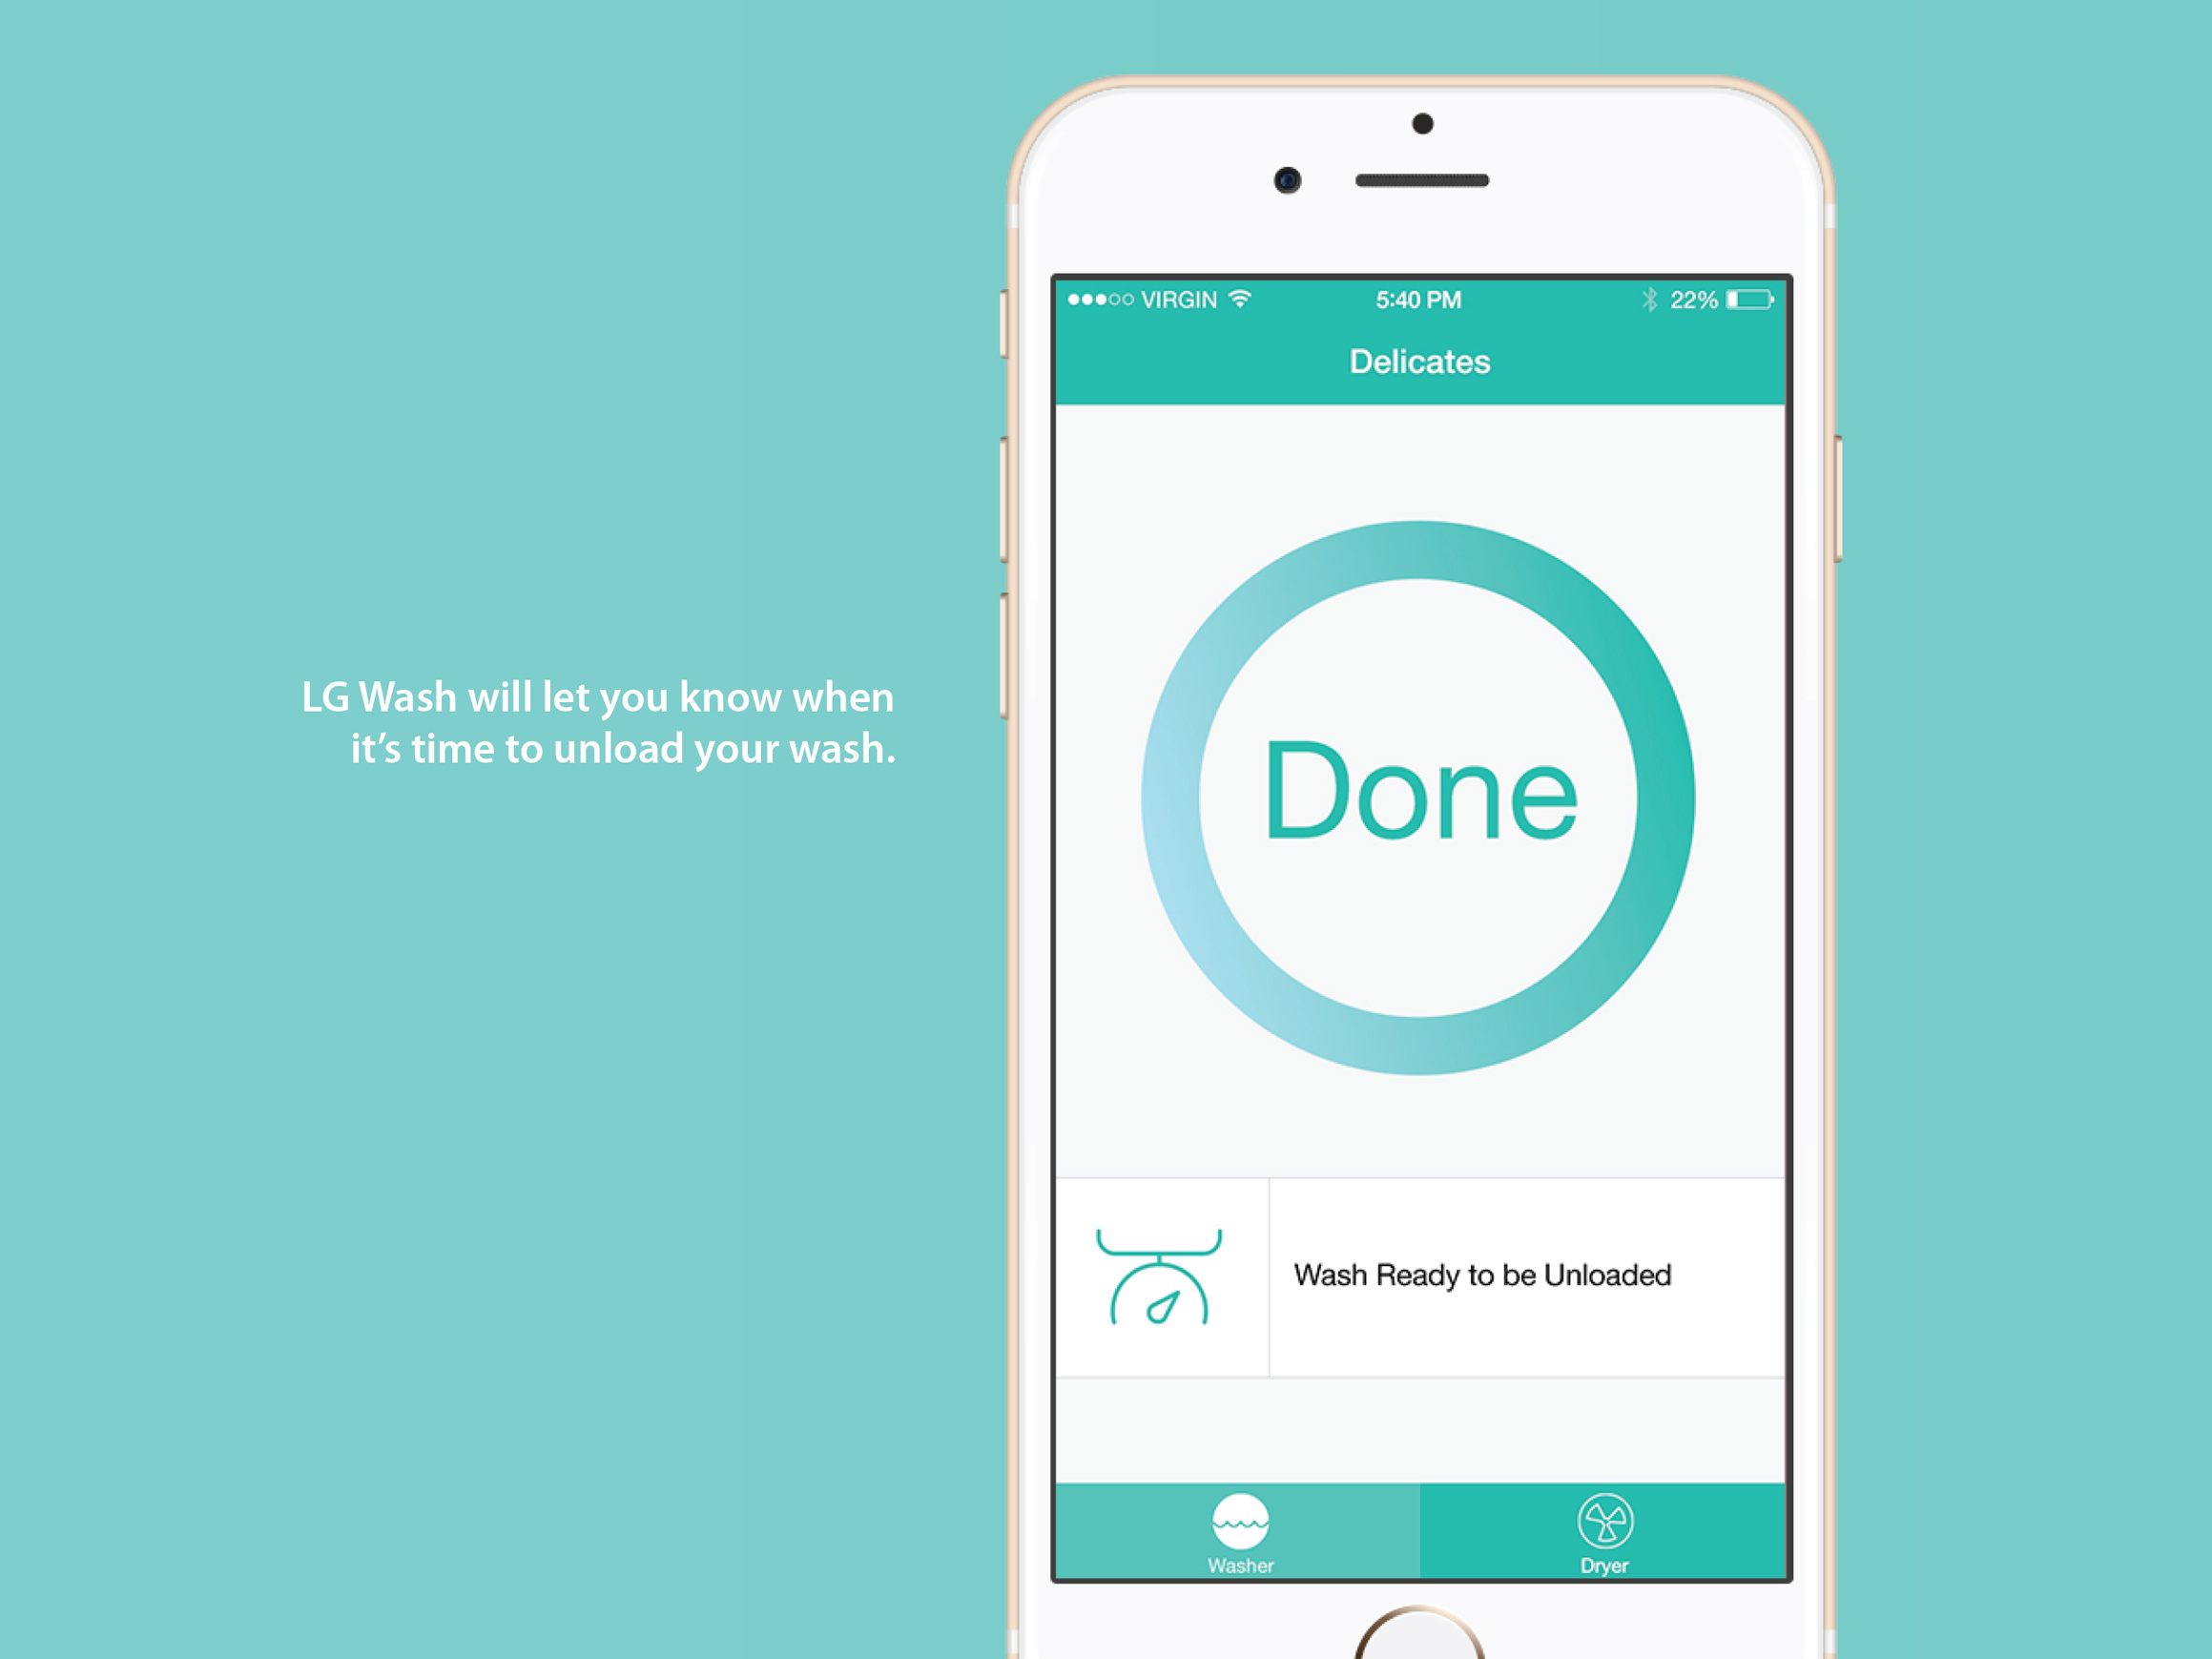 LG Wash will let you know when
it’s time to unload your wash.
VIRGIN 5:40 PM 22%
Delicates
Done
Wash Ready to be Unloaded
Washer Dryer